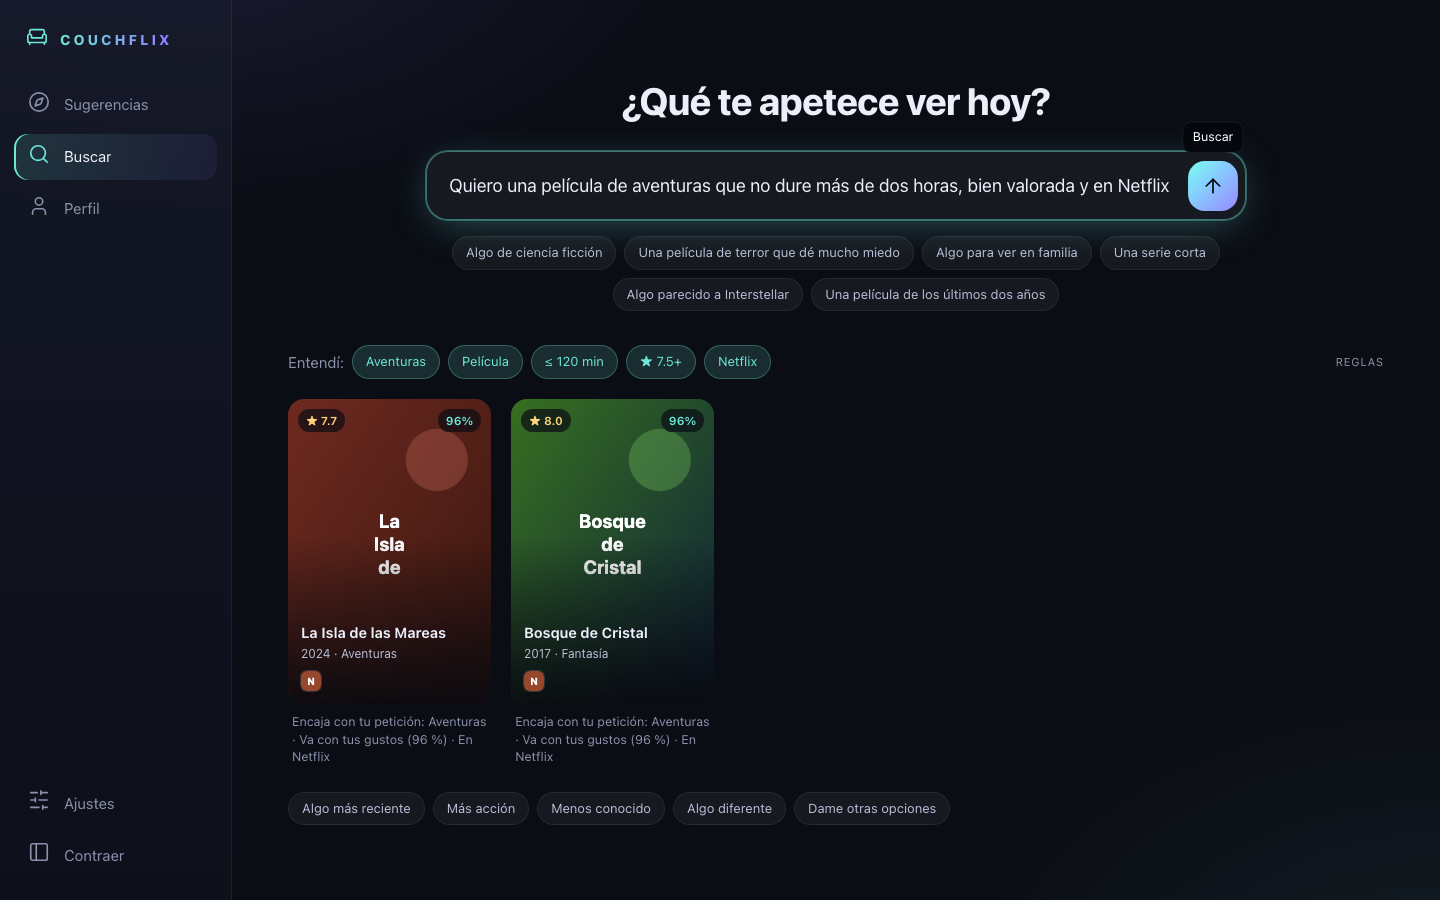 COUCHFLIX
Sugerencias
Buscar
Perfil
Ajustes
Contraer
¿Qué te apetece ver hoy?
Buscar
Quiero una película de aventuras que no dure más de dos horas, bien valorada y en Netflix
Algo de ciencia ficción
Una película de terror que dé mucho miedo
Algo para ver en familia
Una serie corta
Algo parecido a Interstellar
Una película de los últimos dos años
Entendí:
Aventuras
Película
≤ 120 min
★ 7.5+
Netflix
REGLAS
★ 7.7
96%
La
Isla
de
La Isla de las Mareas
2024 · Aventuras
N
Encaja con tu petición: Aventuras
· Va con tus gustos (96 %) · En
Netflix
★ 8.0
96%
Bosque
de
Cristal
Bosque de Cristal
2017 · Fantasía
N
Encaja con tu petición: Aventuras
· Va con tus gustos (96 %) · En
Netflix
Algo más reciente
Más acción
Menos conocido
Algo diferente
Dame otras opciones